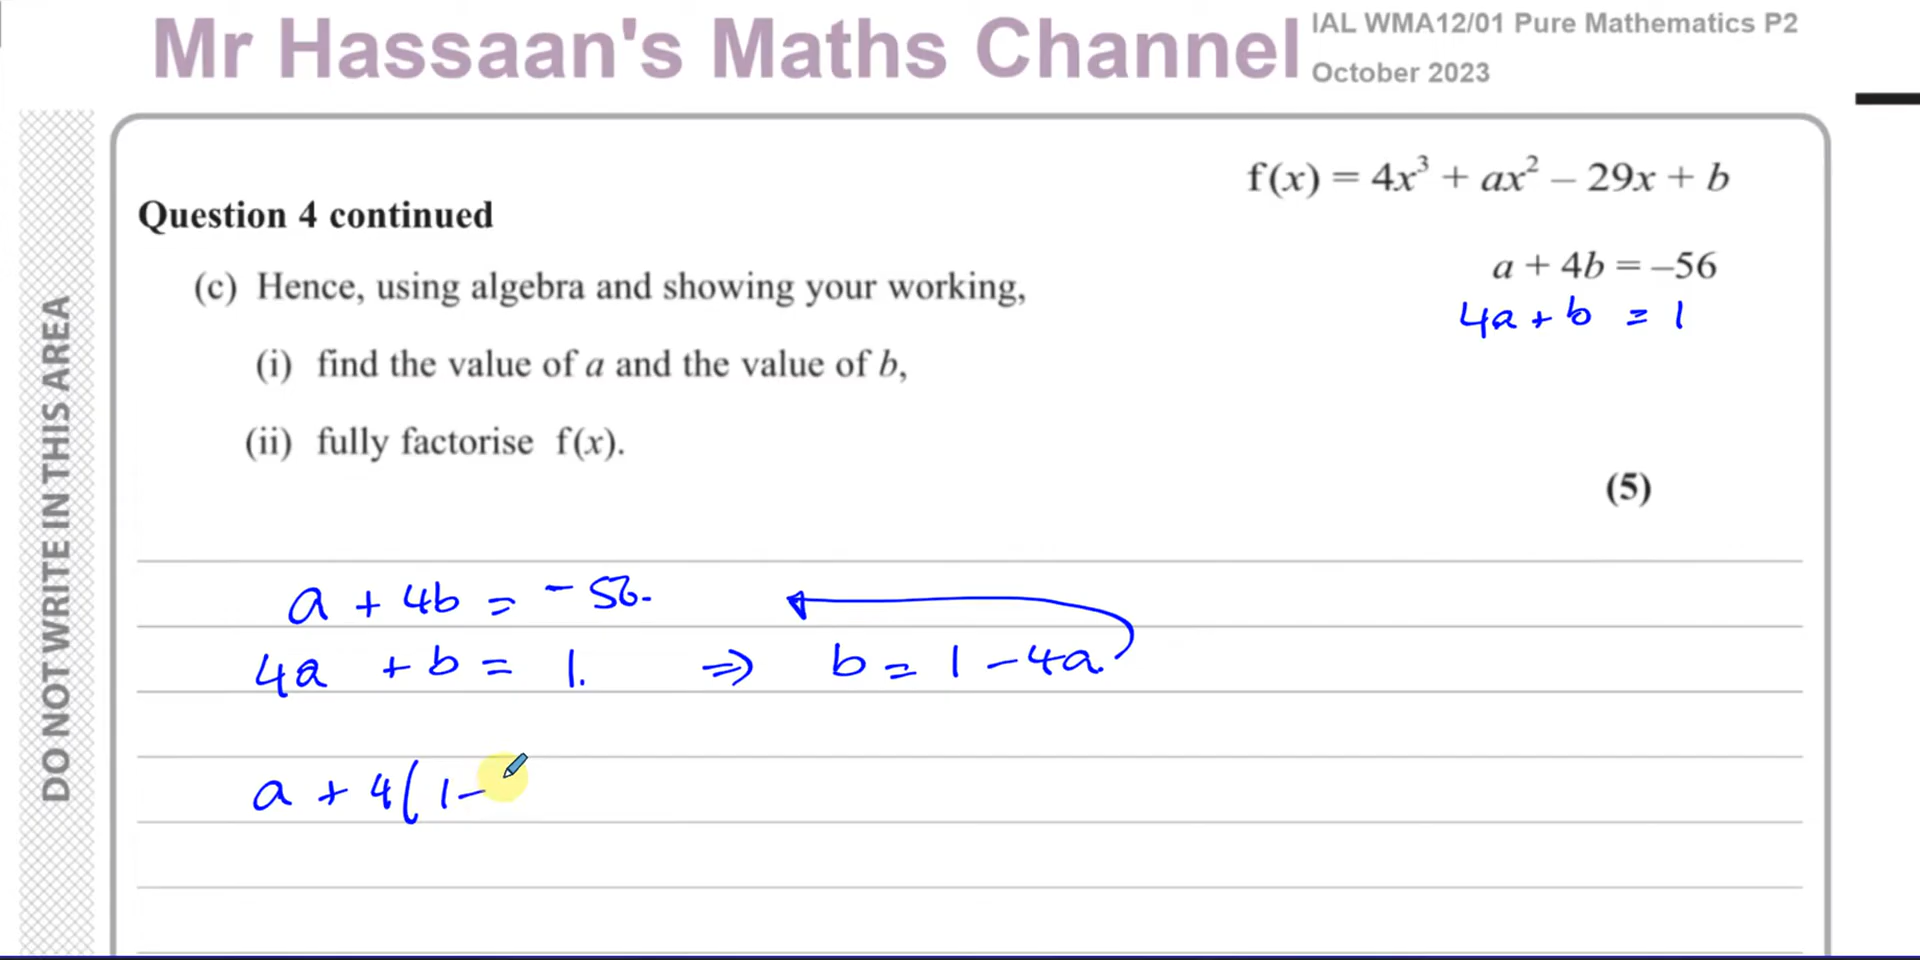 Mr Hassaan's Maths Channel
IAL WMA12/01 Pure Mathematics P2
October 2023
DO NOT WRITE IN THIS AREA
f(x) = 4x³ + ax² – 29x + b
Question 4 continued
a + 4b = –56
4a + b = 1
(c) Hence, using algebra and showing your working,
(i) find the value of a and the value of b,
(ii) fully factorise f(x).
(5)
a + 4b = - 56.
4a + b = 1. ⇒ b = 1 - 4a.
a + 4( 1 -